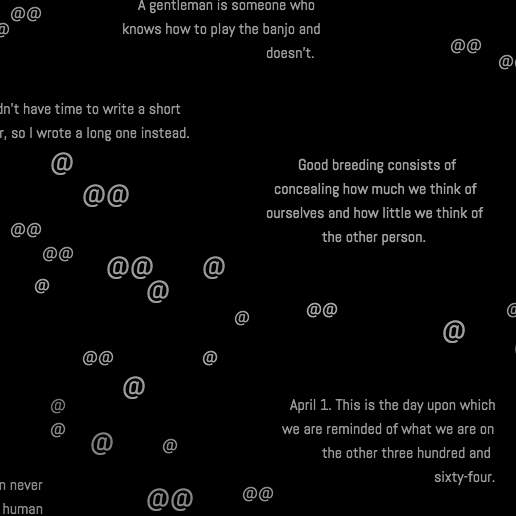 A gentleman is someone who
knows how to play the banjo and
doesn't.
@@
@@
@
dn't have time to write a short
r, so I wrote a long one instead.
@
@@
Good breeding consists of
concealing how much we think of
ourselves and how little we think of
the other person.
@@
@@
@@
@
@
@
@
@@
@
@@
@
@
April 1. This is the day upon which
we are reminded of what we are on
the other three hundred and
sixty-four.
@
@
@
@
n never
human
@@
@@